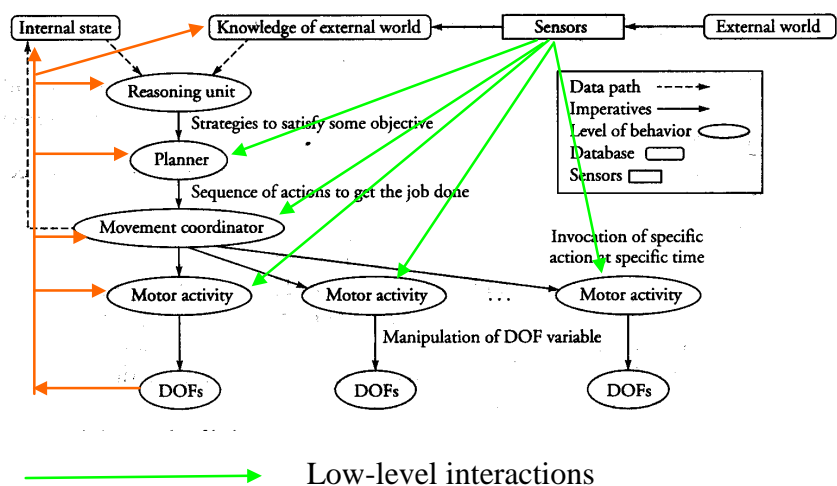 Internal state
Knowledge of external world
Sensors
External world
Reasoning unit
Strategies to satisfy some objective
Planner
Sequence of actions to get the job done
Movement coordinator
Data path
Imperatives
Level of behavior
Database
Sensors
Invocation of specific
action at specific time
Motor activity
Motor activity
. . .
Motor activity
Manipulation of DOF variable
DOFs
DOFs
DOFs
Low-level interactions